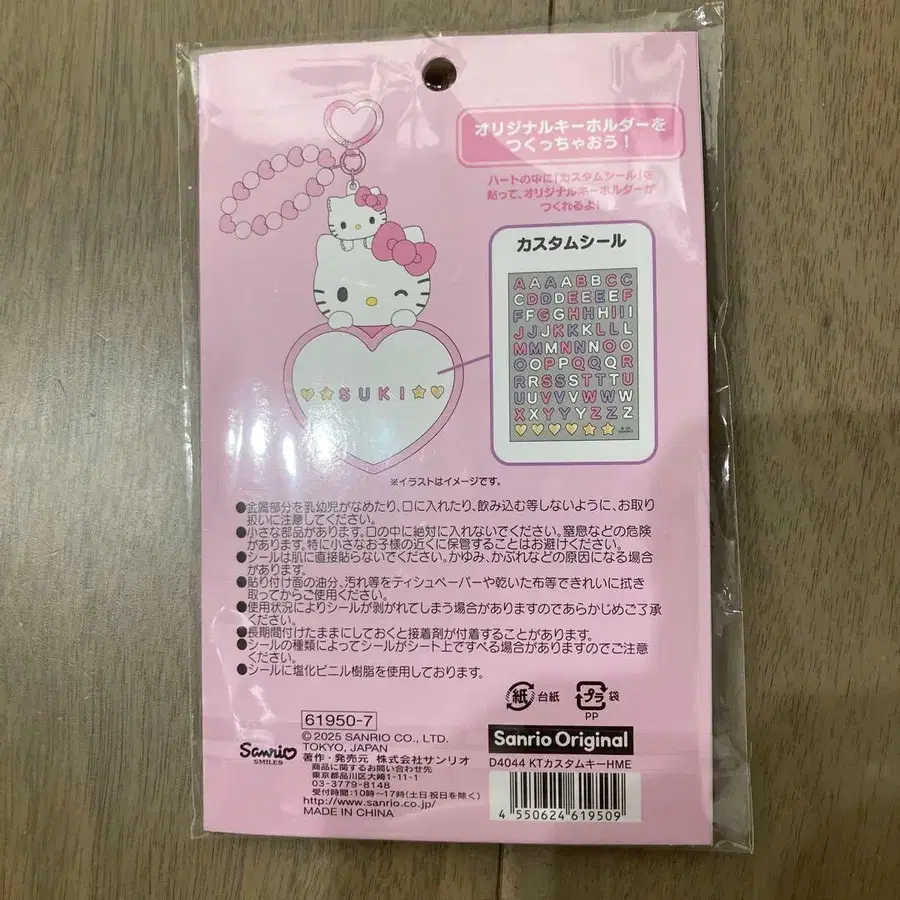 オリジナルキーホルダーを
つくっちゃおう！
ハートの中に「カスタムシール」を
貼って、オリジナルキーホルダーが
つくれるよ！
カスタムシール
AAAABBCC
CDDDEEEEF
FFGGHHHIII
JJJKKKLLL
MMMNNNOO
OOPPQQQR
RRSSSTTTU
UUVVVWWW
XXYYYZZZ
SUKI
※イラストはイメージです。
●金属部分を乳幼児がなめたり、口に入れたり、飲み込む等しないように、お取り
扱いに注意してください。
●小さな部品があります。口の中に絶対に入れないでください。窒息などの危険
があります。特に小さなお子様の近くに保管することはお避けください。
●シールは肌に直接貼らないでください。かゆみ、かぶれなどの原因になる場合
があります。
●貼り付け面の油分、汚れ等をティシュペーパーや乾いた布等できれいに拭き
取ってからご使用ください。
●使用状況によりシールが剥がれてしまう場合がありますのであらかじめご了承
ください。
●長期間付けたままにしておくと接着剤が付着することがあります。
●シールの種類によってシールがシート上ですべる場合がありますのでご注意
ください。
●シールに塩化ビニル樹脂を使用しております。
紙 台紙 プラ 袋
PP
61950-7
© 2025 SANRIO CO., LTD.
TOKYO, JAPAN
Sanrio
SMILES
著作・発売元 株式会社サンリオ
商品に関するお問い合わせ先
東京都品川区大崎1-11-1
03-3779-8148
受付時間：10時～17時(土日祝日を除く)
http://www.sanrio.co.jp/
MADE IN CHINA
Sanrio Original
D4044 KTカスタムキーHME
4 550624 619509